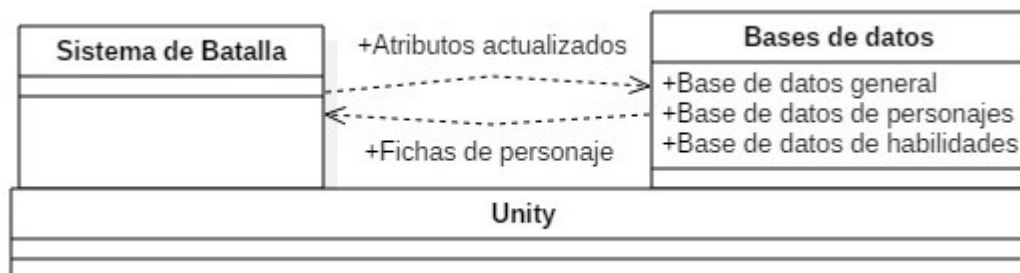 Sistema de Batalla
+Atributos actualizados
+Fichas de personaje
Bases de datos
+Base de datos general
+Base de datos de personajes
+Base de datos de habilidades
Unity